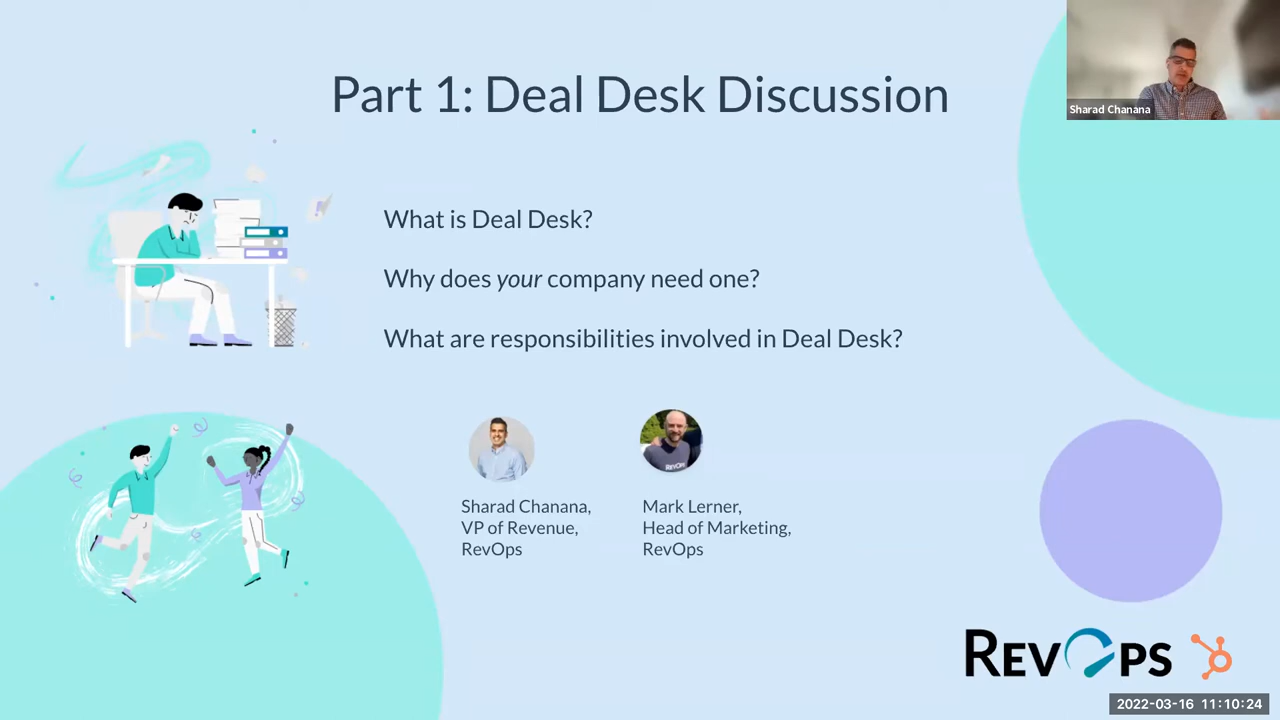 Part 1: Deal Desk Discussion
Sharad Chanana
What is Deal Desk?
Why does your company need one?
What are responsibilities involved in Deal Desk?
RevOps
Sharad Chanana,
VP of Revenue,
RevOps
Mark Lerner,
Head of Marketing,
RevOps
REVOPS
2022-03-16 11:10:24